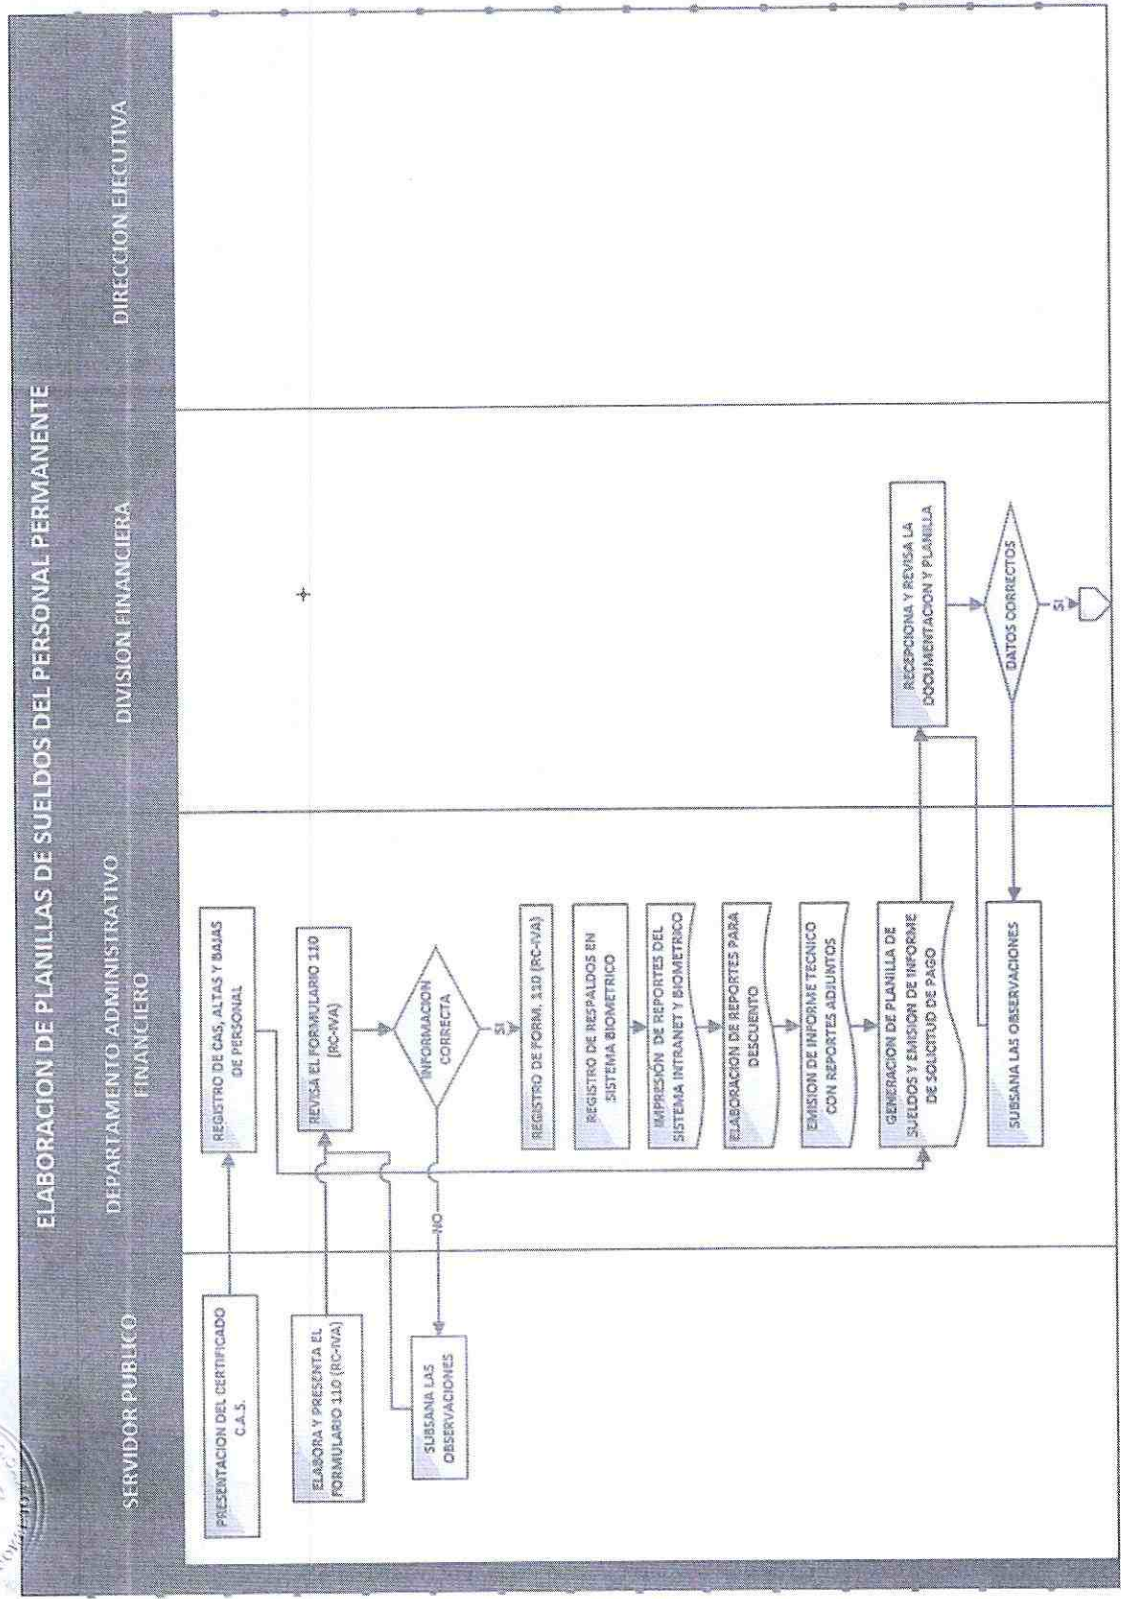 ELABORACION DE PLANILLAS DE SUELDOS DEL PERSONAL PERMANENTE
SERVIDOR PUBLICO
DEPARTAMENTO ADMINISTRATIVO
FINANCIERO
DIVISION FINANCIERA
DIRECCION EJECUTIVA
PRESENTACION DEL CERTIFICADO
C.A.S.
REGISTRO DE CAS, ALTAS Y BAJAS
DE PERSONAL
ELABORA Y PRESENTA EL
FORMULARIO 110 (RC-IVA)
REVISA EL FORMULARIO 110
(RC-IVA)
INFORMACION
CORRECTA
NO
SUBSANA LAS
OBSERVACIONES
SI
REGISTRO DE FORM. 110 (RC-IVA)
REGISTRO DE RESPALDOS EN
SISTEMA BIOMETRICO
IMPRESIÓN DE REPORTES DEL
SISTEMA INTRANET Y BIOMETRICO
ELABORACION DE REPORTES PARA
DESCUENTO
EMISION DE INFORME TECNICO
CON REPORTES ADJUNTOS
GENERACION DE PLANILLA DE
SUELDOS Y EMISION DE INFORME
DE SOLICITUD DE PAGO
RECEPCIONA Y REVISA LA
DOCUMENTACION Y PLANILLA
DATOS CORRECTOS
SUBSANA LAS OBSERVACIONES
SI